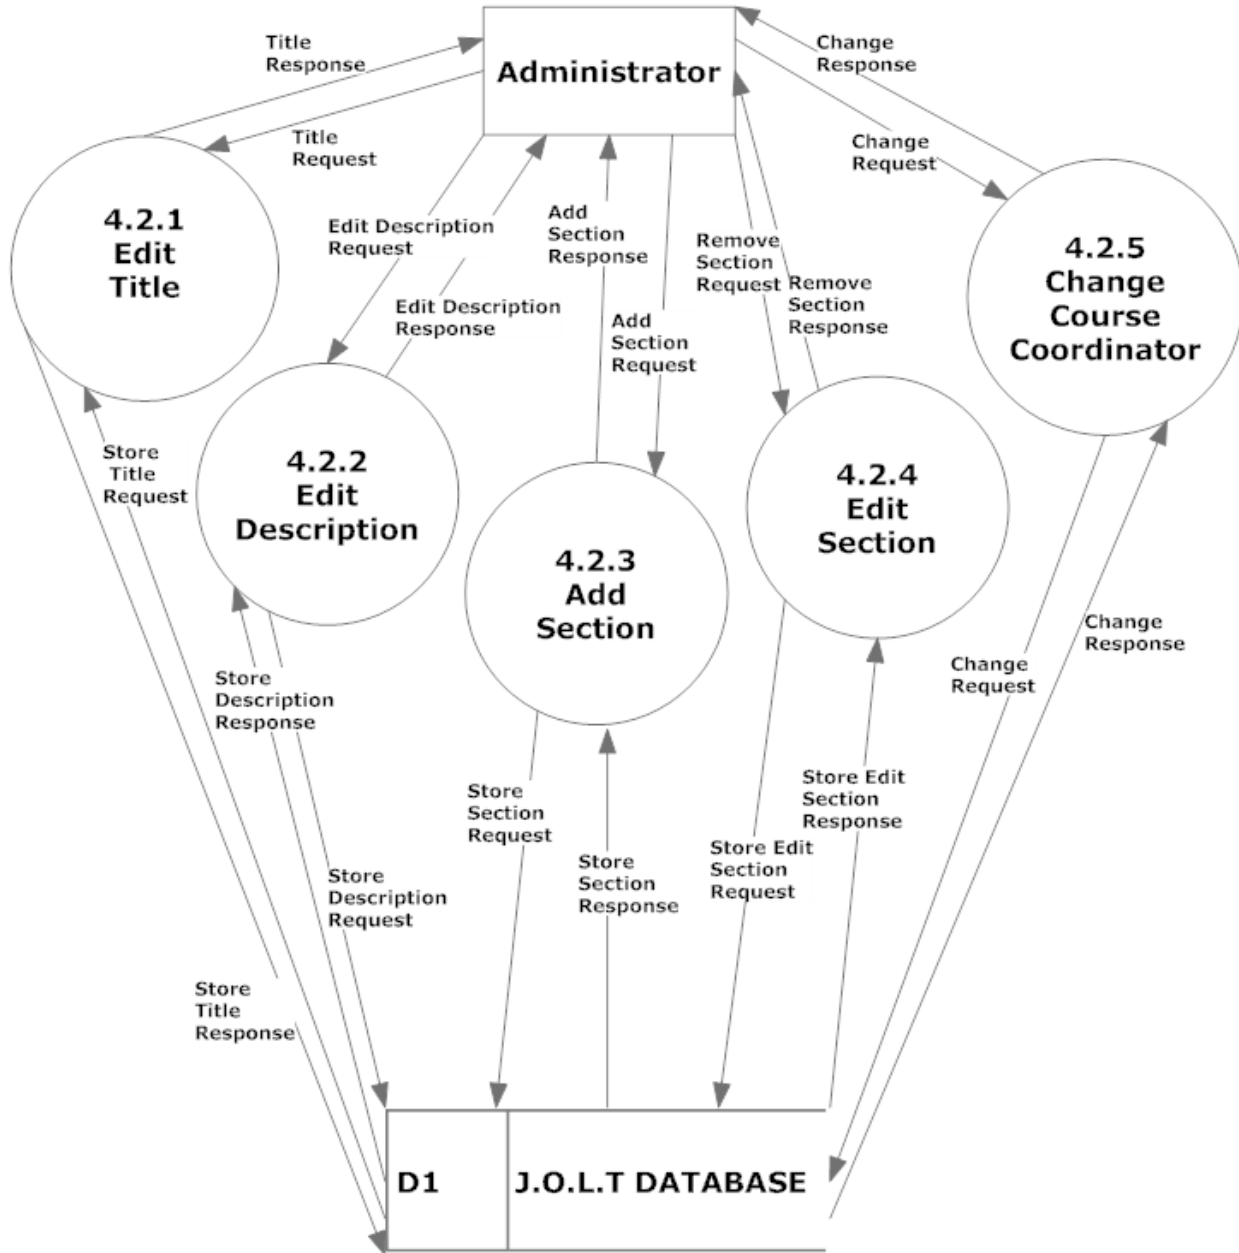 Title
Response
Administrator
Change
Response
Title
Request
Change
Request
4.2.1
Edit
Title
Edit Description
Request
Add
Section
Response
Remove
Section
Request
4.2.5
Change
Course
Coordinator
Edit Description
Response
Add
Section
Request
Remove
Section
Response
Store
Title
Request
4.2.2
Edit
Description
4.2.3
Add
Section
4.2.4
Edit
Section
Store
Description
Response
Change
Request
Change
Response
Store
Section
Request
Store Edit
Section
Response
Store
Description
Request
Store
Section
Response
Store Edit
Section
Request
Store
Title
Response
D1
J.O.L.T DATABASE